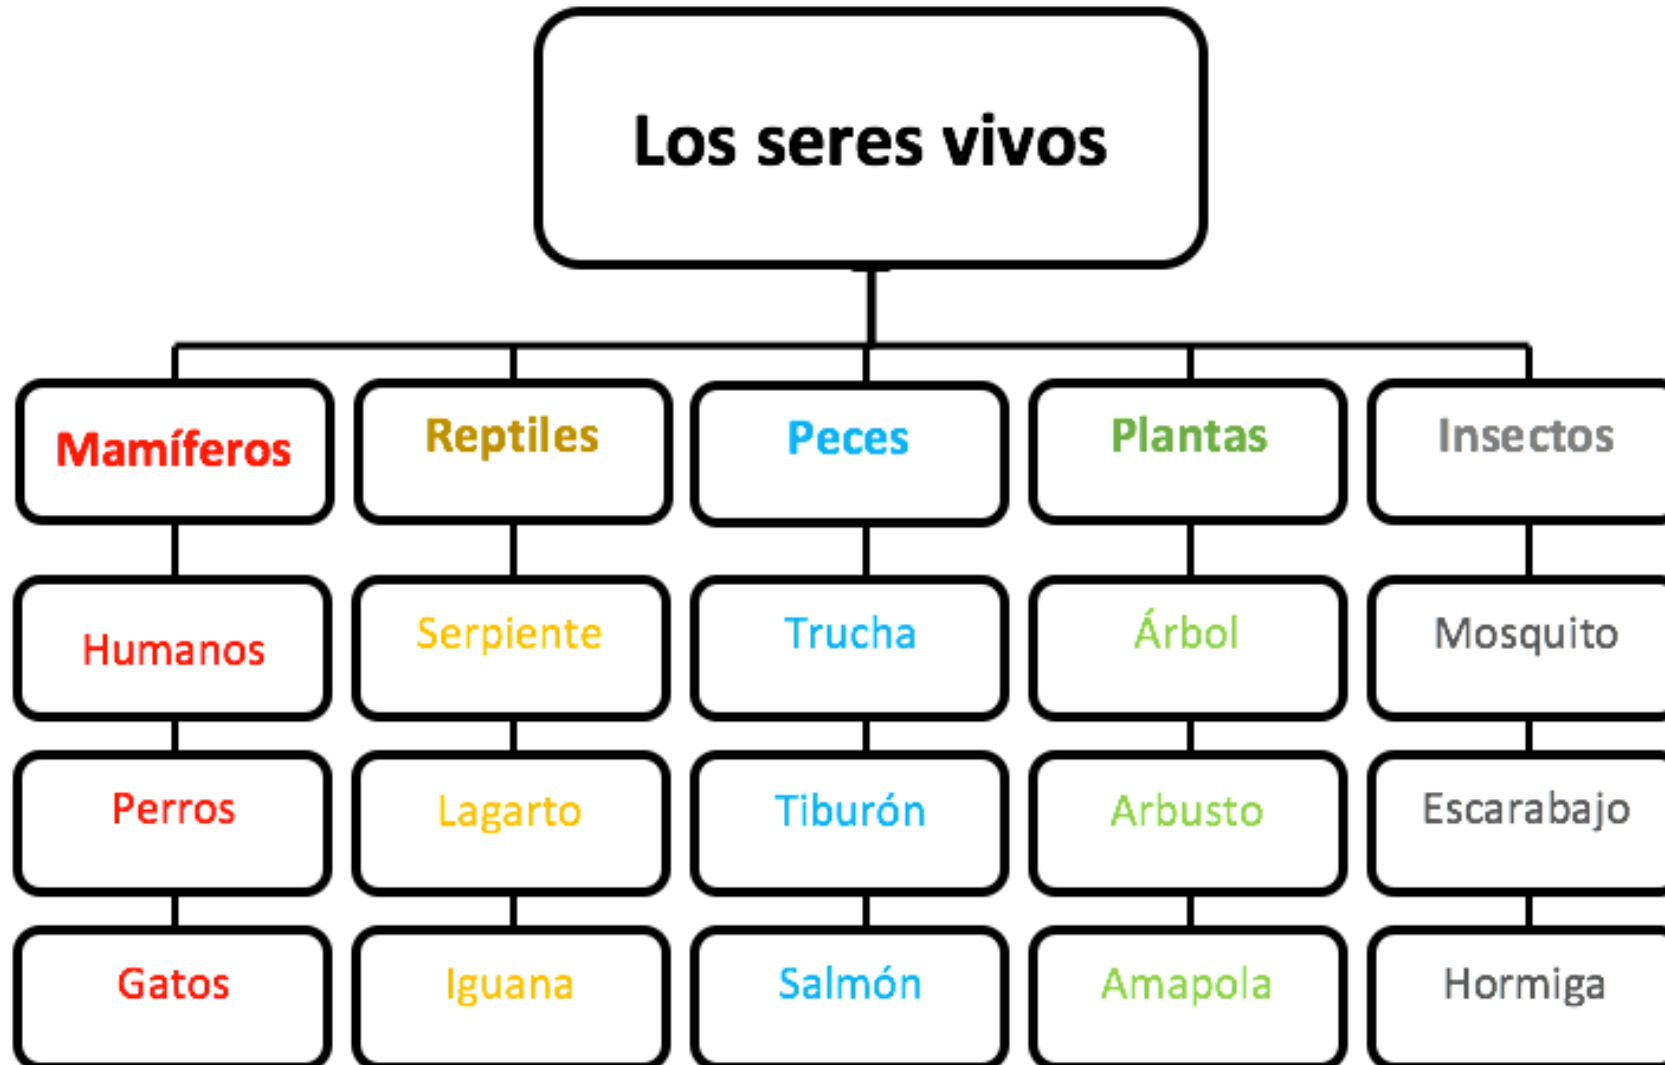 Los seres vivos
Mamíferos
Reptiles
Peces
Plantas
Insectos
Humanos
Serpiente
Trucha
Árbol
Mosquito
Perros
Lagarto
Tiburón
Arbusto
Escarabajo
Gatos
Iguana
Salmón
Amapola
Hormiga